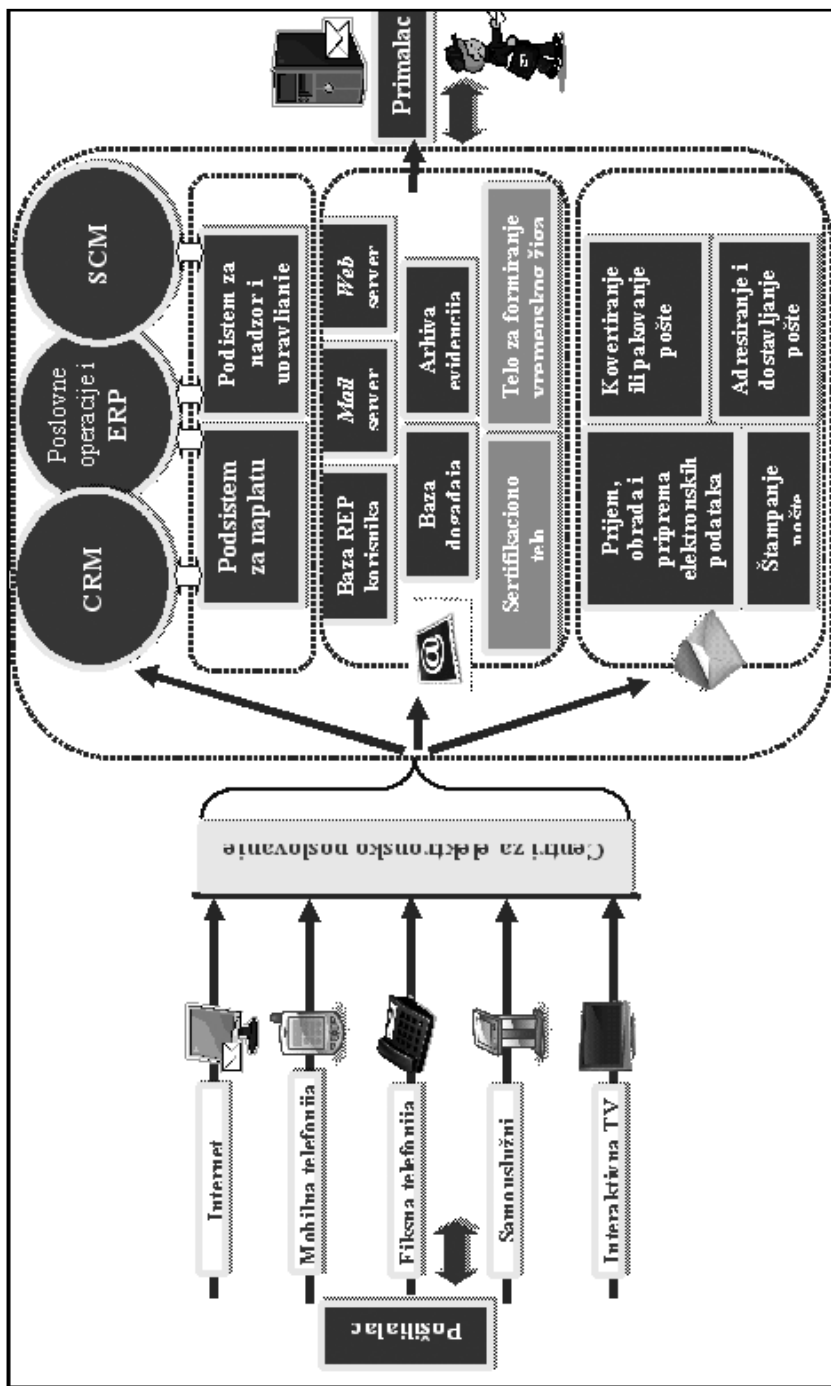 Pošiljalac
Internet
Mobilna telefonija
Fiksna telefonija
Samouslužni
Interaktivna TV
Centri za elektronsko poslovanje
CRM
Poslovne
operacije i
ERP
SCM
Podsistem
za naplatu
Podistem za
nadzor i
upravljanje
Baza REP
korisnika
Mail
server
Web
server
Baza
događaja
Arhiva
evidencija
Sertifikaciono
telo
Telo za formiranje
vremenskog žiga
Prijem,
obrada i
priprema
elektronskih
podataka
Kovertiranje
ili pakovanje
pošte
Štampanje
pošte
Adresiranje i
dostavljanje
pošte
Primalac
@